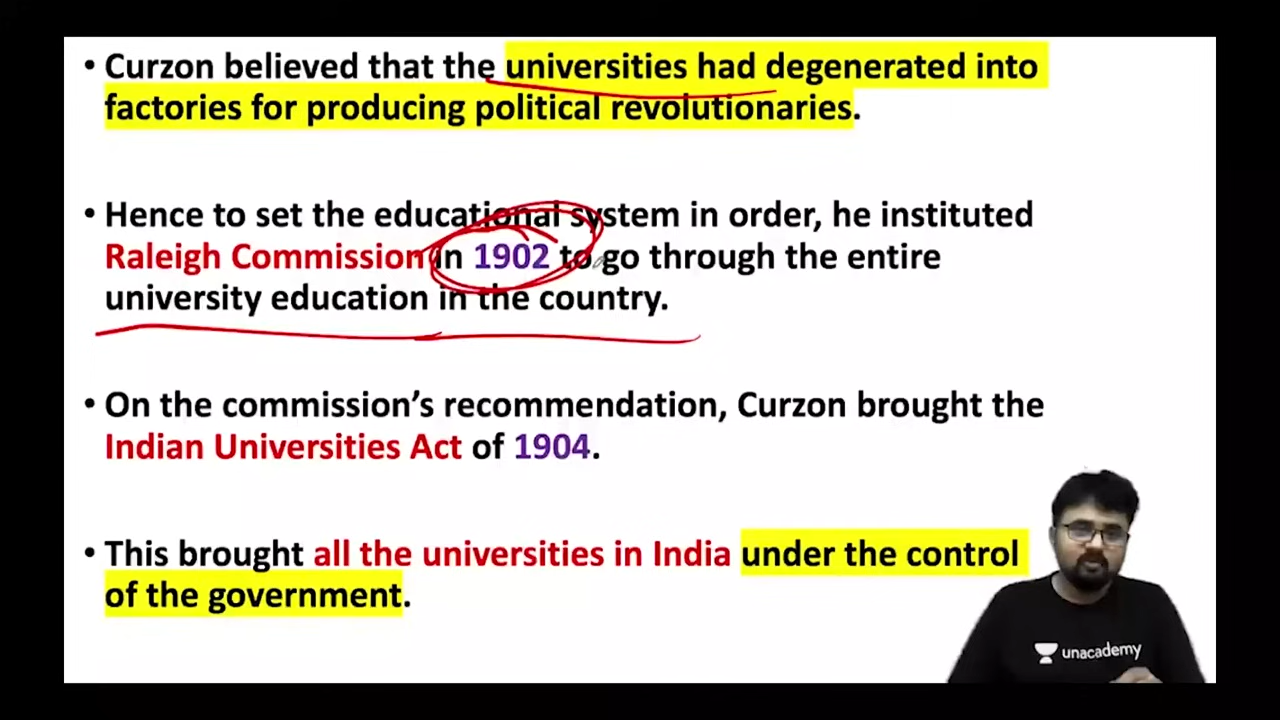 • Curzon believed that the universities had degenerated into
factories for producing political revolutionaries.
• Hence to set the educational system in order, he instituted
Raleigh Commission in 1902 to go through the entire
university education in the country.
• On the commission’s recommendation, Curzon brought the
Indian Universities Act of 1904.
• This brought all the universities in India under the control
of the government.
unacademy